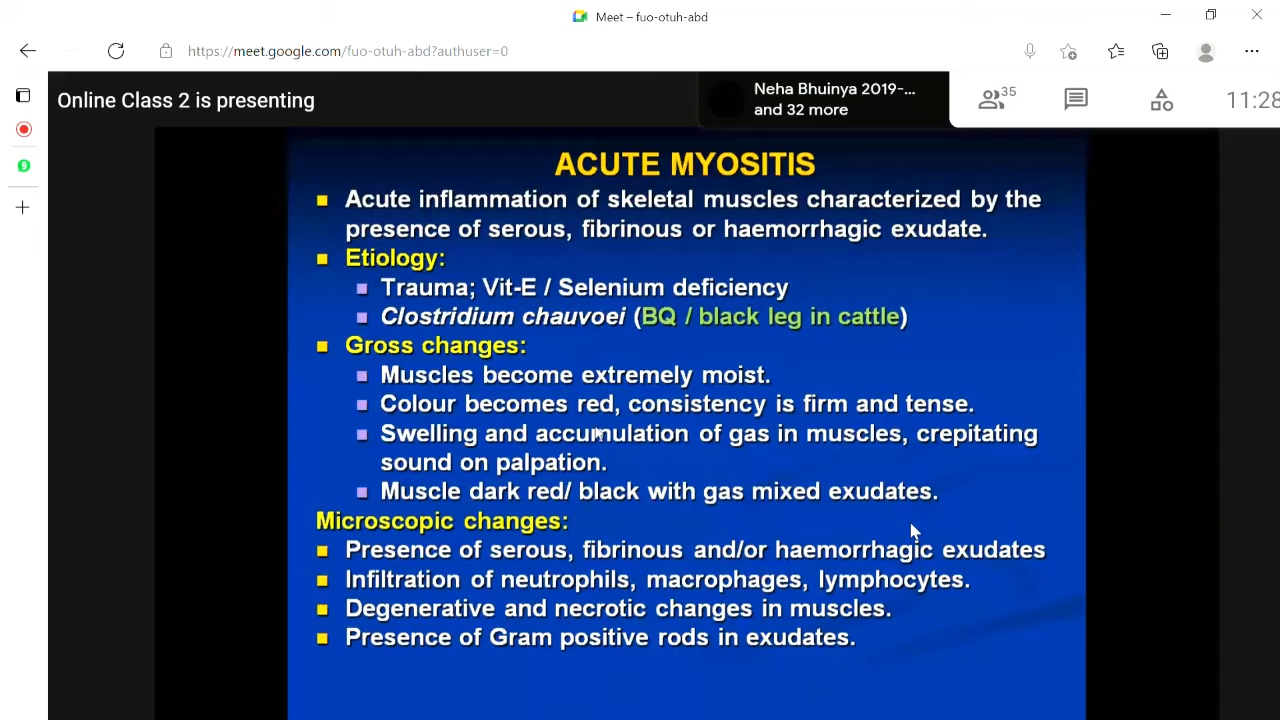 Meet – fuo-otuh-abd
https://meet.google.com/fuo-otuh-abd?authuser=0
Online Class 2 is presenting
Neha Bhuinya 2019-...
and 32 more
35
11:28
9
ACUTE MYOSITIS
Acute inflammation of skeletal muscles characterized by the
presence of serous, fibrinous or haemorrhagic exudate.
Etiology:
Trauma; Vit-E / Selenium deficiency
Clostridium chauvoei (BQ / black leg in cattle)
Gross changes:
Muscles become extremely moist.
Colour becomes red, consistency is firm and tense.
Swelling and accumulation of gas in muscles, crepitating
sound on palpation.
Muscle dark red/ black with gas mixed exudates.
Microscopic changes:
Presence of serous, fibrinous and/or haemorrhagic exudates
Infiltration of neutrophils, macrophages, lymphocytes.
Degenerative and necrotic changes in muscles.
Presence of Gram positive rods in exudates.